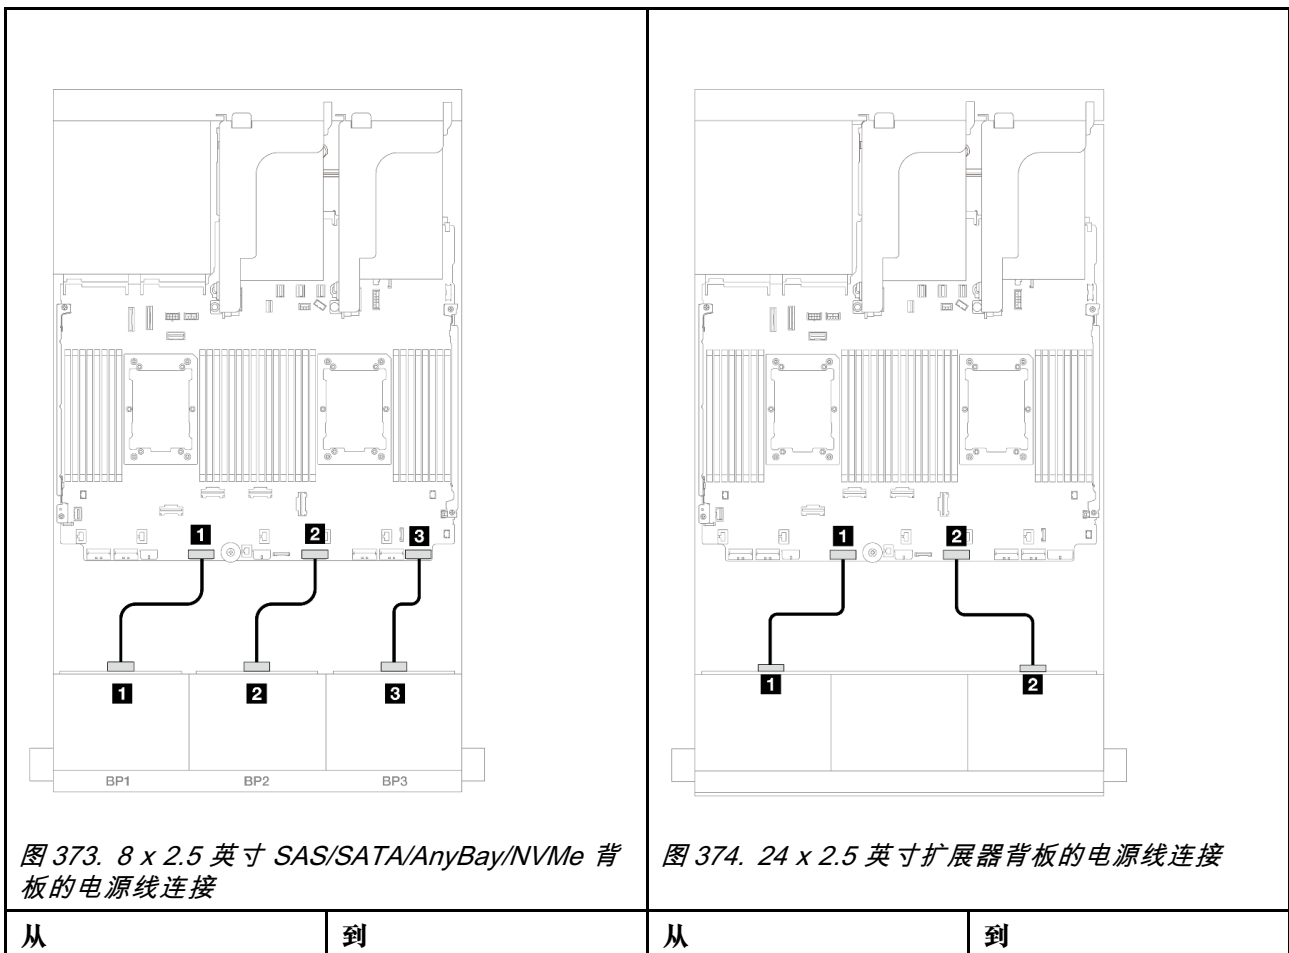 1 2 3
1 2 3
BP1 BP2 BP3
图 373. 8 x 2.5 英寸 SAS/SATA/AnyBay/NVMe 背
板的电源线连接
1 2
1 2
图 374. 24 x 2.5 英寸扩展器背板的电源线连接
从 到 从 到